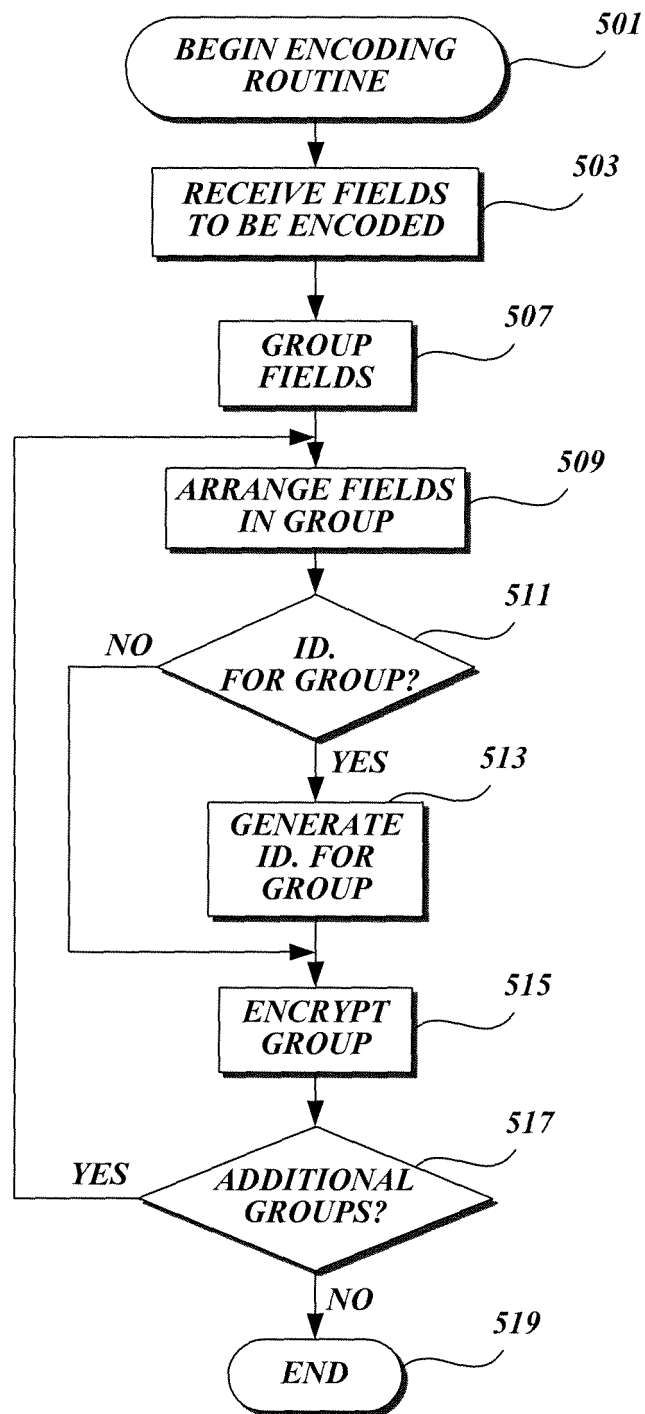 BEGIN ENCODING
ROUTINE
501
RECEIVE FIELDS
TO BE ENCODED
503
GROUP
FIELDS
507
ARRANGE FIELDS
IN GROUP
509
ID.
FOR GROUP?
511
NO
YES
GENERATE
ID. FOR
GROUP
513
ENCRYPT
GROUP
515
ADDITIONAL
GROUPS?
517
YES
NO
END
519